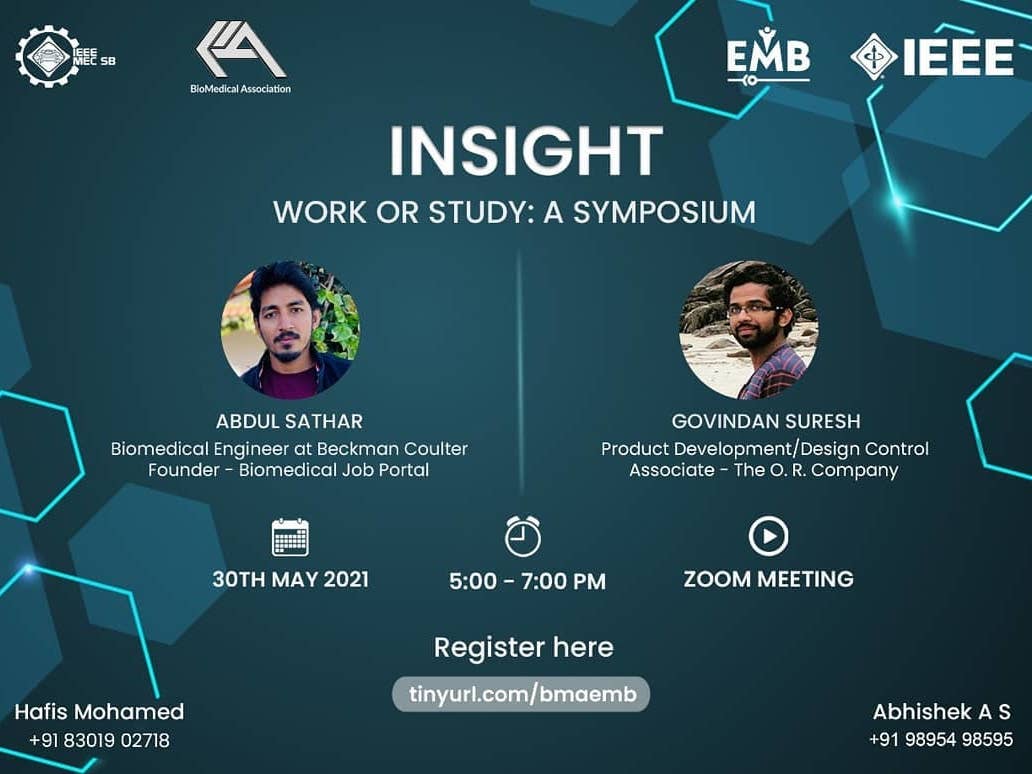 IEEE
MEC SB
BioMedical Association
EMB
IEEE
INSIGHT
WORK OR STUDY: A SYMPOSIUM
ABDUL SATHAR
Biomedical Engineer at Beckman Coulter
Founder - Biomedical Job Portal
GOVINDAN SURESH
Product Development/Design Control
Associate - The O. R. Company
30TH MAY 2021
5:00 - 7:00 PM
ZOOM MEETING
Register here
tinyurl.com/bmaemb
Hafis Mohamed
+91 83019 02718
Abhishek A S
+91 98954 98595